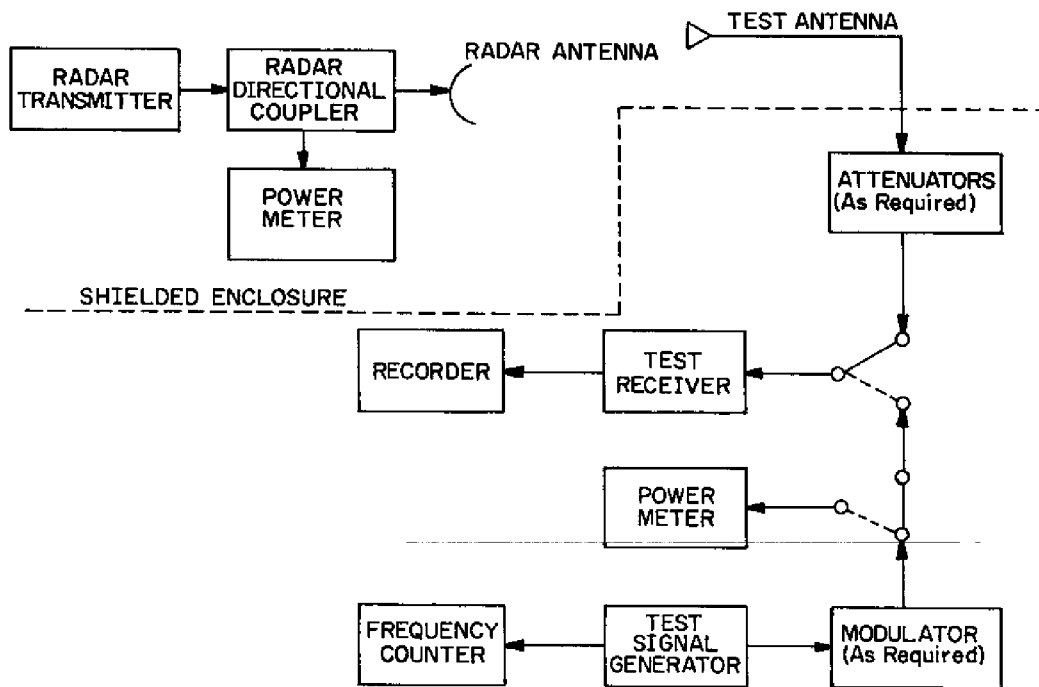 TEST ANTENNA
RADAR ANTENNA
RADAR
TRANSMITTER
RADAR
DIRECTIONAL
COUPLER
POWER
METER
ATTENUATORS
(As Required)
SHIELDED ENCLOSURE
RECORDER
TEST
RECEIVER
POWER
METER
FREQUENCY
COUNTER
TEST
SIGNAL
GENERATOR
MODULATOR
(As Required)